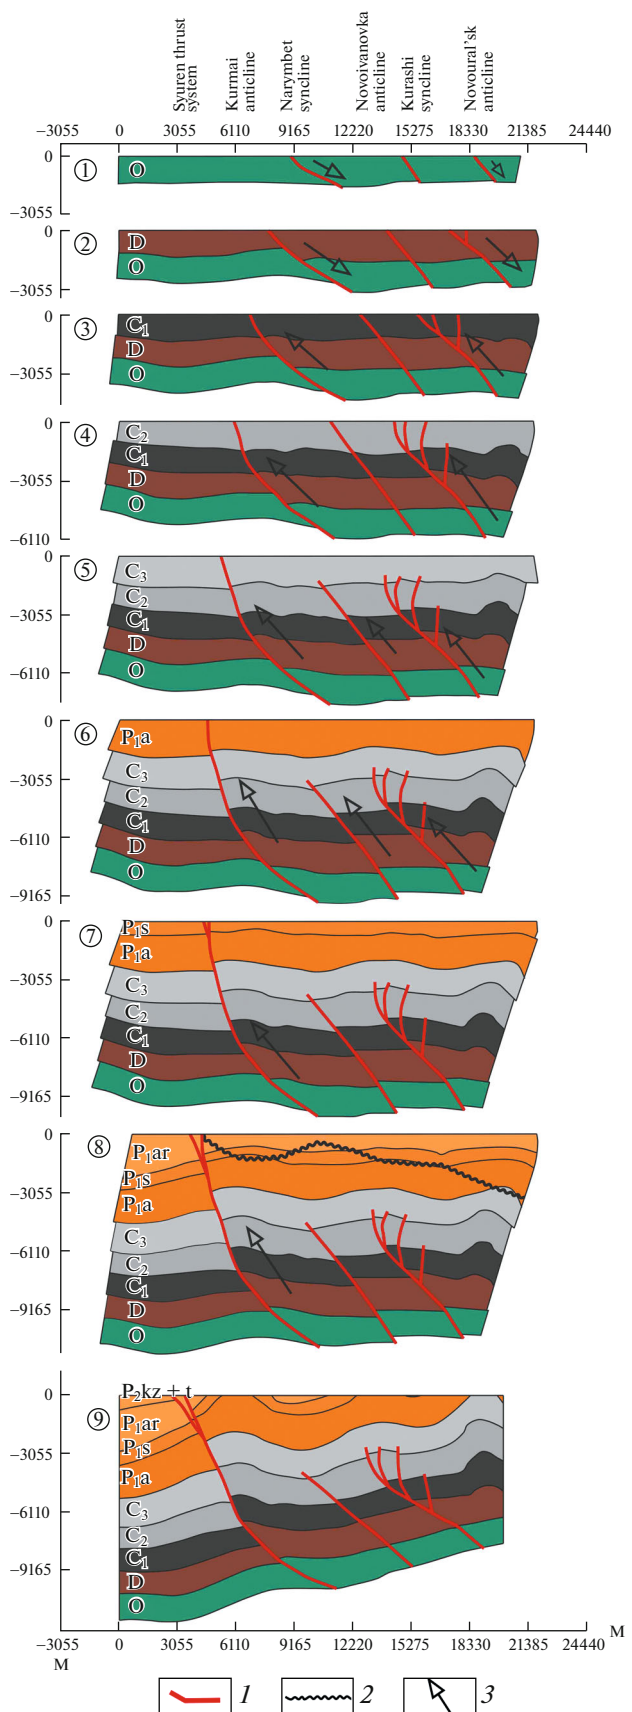 Syuren thrust
system
Kurmai
anticline
Narymbet
syncline
Novoivanovka
anticline
Kurashi
syncline
Novoural'sk
anticline
−3055 0 3055 6110 9165 12220 15275 18330 21385 24440
① 0
O
−3055
② 0
D
O
−3055
③ 0
C₁
D
−3055
O
④ 0
C₂
C₁
−3055
D
O
−6110
⑤ 0
C₃
C₂
−3055
C₁
D
−6110
O
⑥ 0
P₁a
−3055
C₃
C₂
C₁
−6110
D
O
−9165
⑦ 0
P₁s
P₁a
−3055
C₃
C₂
−6110
C₁
D
O
−9165
⑧ 0
P₁ar
P₁s
−3055
P₁a
C₃
−6110
C₂
C₁
−9165
D
O
P₂kz + t
0
⑨
P₁ar
P₁s
−3055
P₁a
C₃
−6110
C₂
C₁
−9165
D
O
M
−3055 0 3055 6110 9165 12220 15275 18330 21385 24440
M
1 2 3